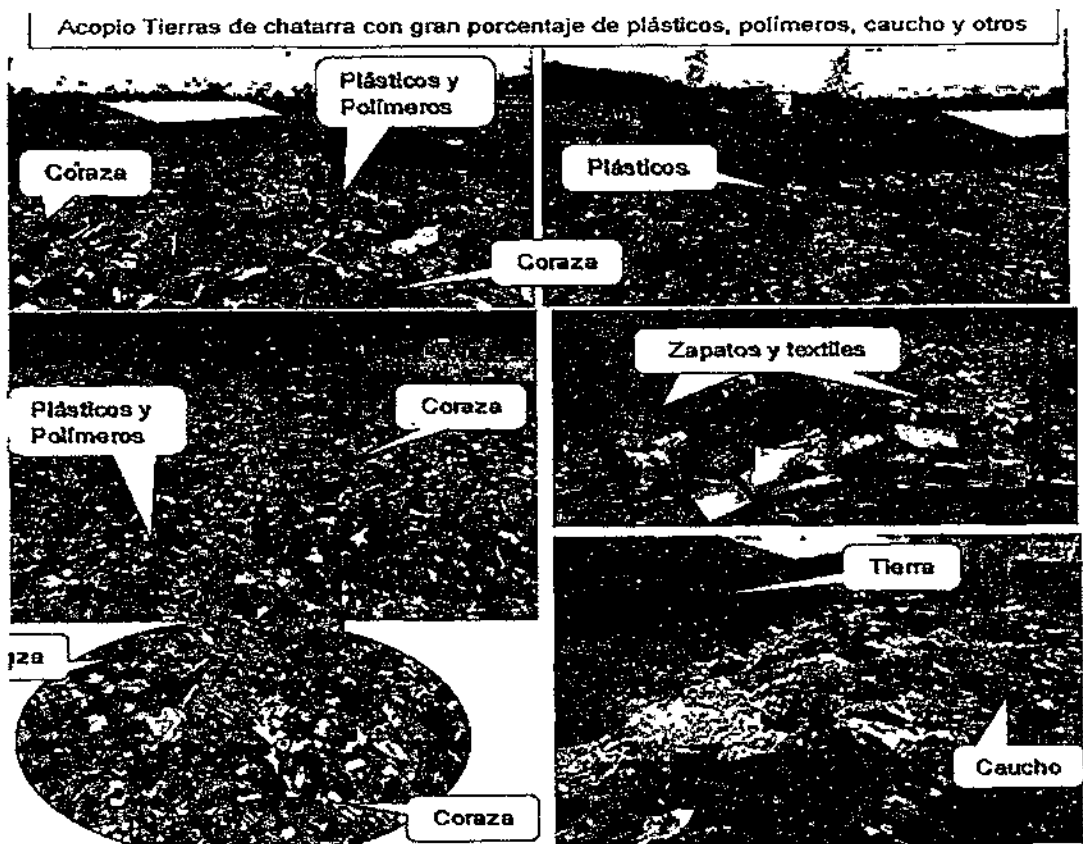 Acopio Tierras de chatarra con gran porcentaje de plásticos, polímeros, caucho y otros
Plásticos y
Polímeros
Coraza
Coraza
Plásticos.
Plásticos y
Polímeros
Coraza
Zapatos y textiles
Tierra
Caucho
Coraza